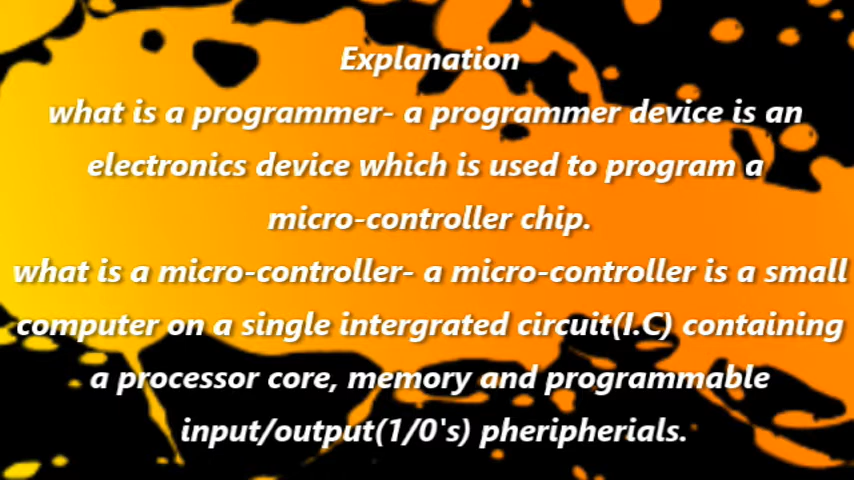 Explanation
what is a programmer- a programmer device is an
electronics device which is used to program a
micro-controller chip.
what is a micro-controller- a micro-controller is a small
computer on a single intergrated circuit(I.C) containing
a processor core, memory and programmable
input/output(1/0's) pheripherials.